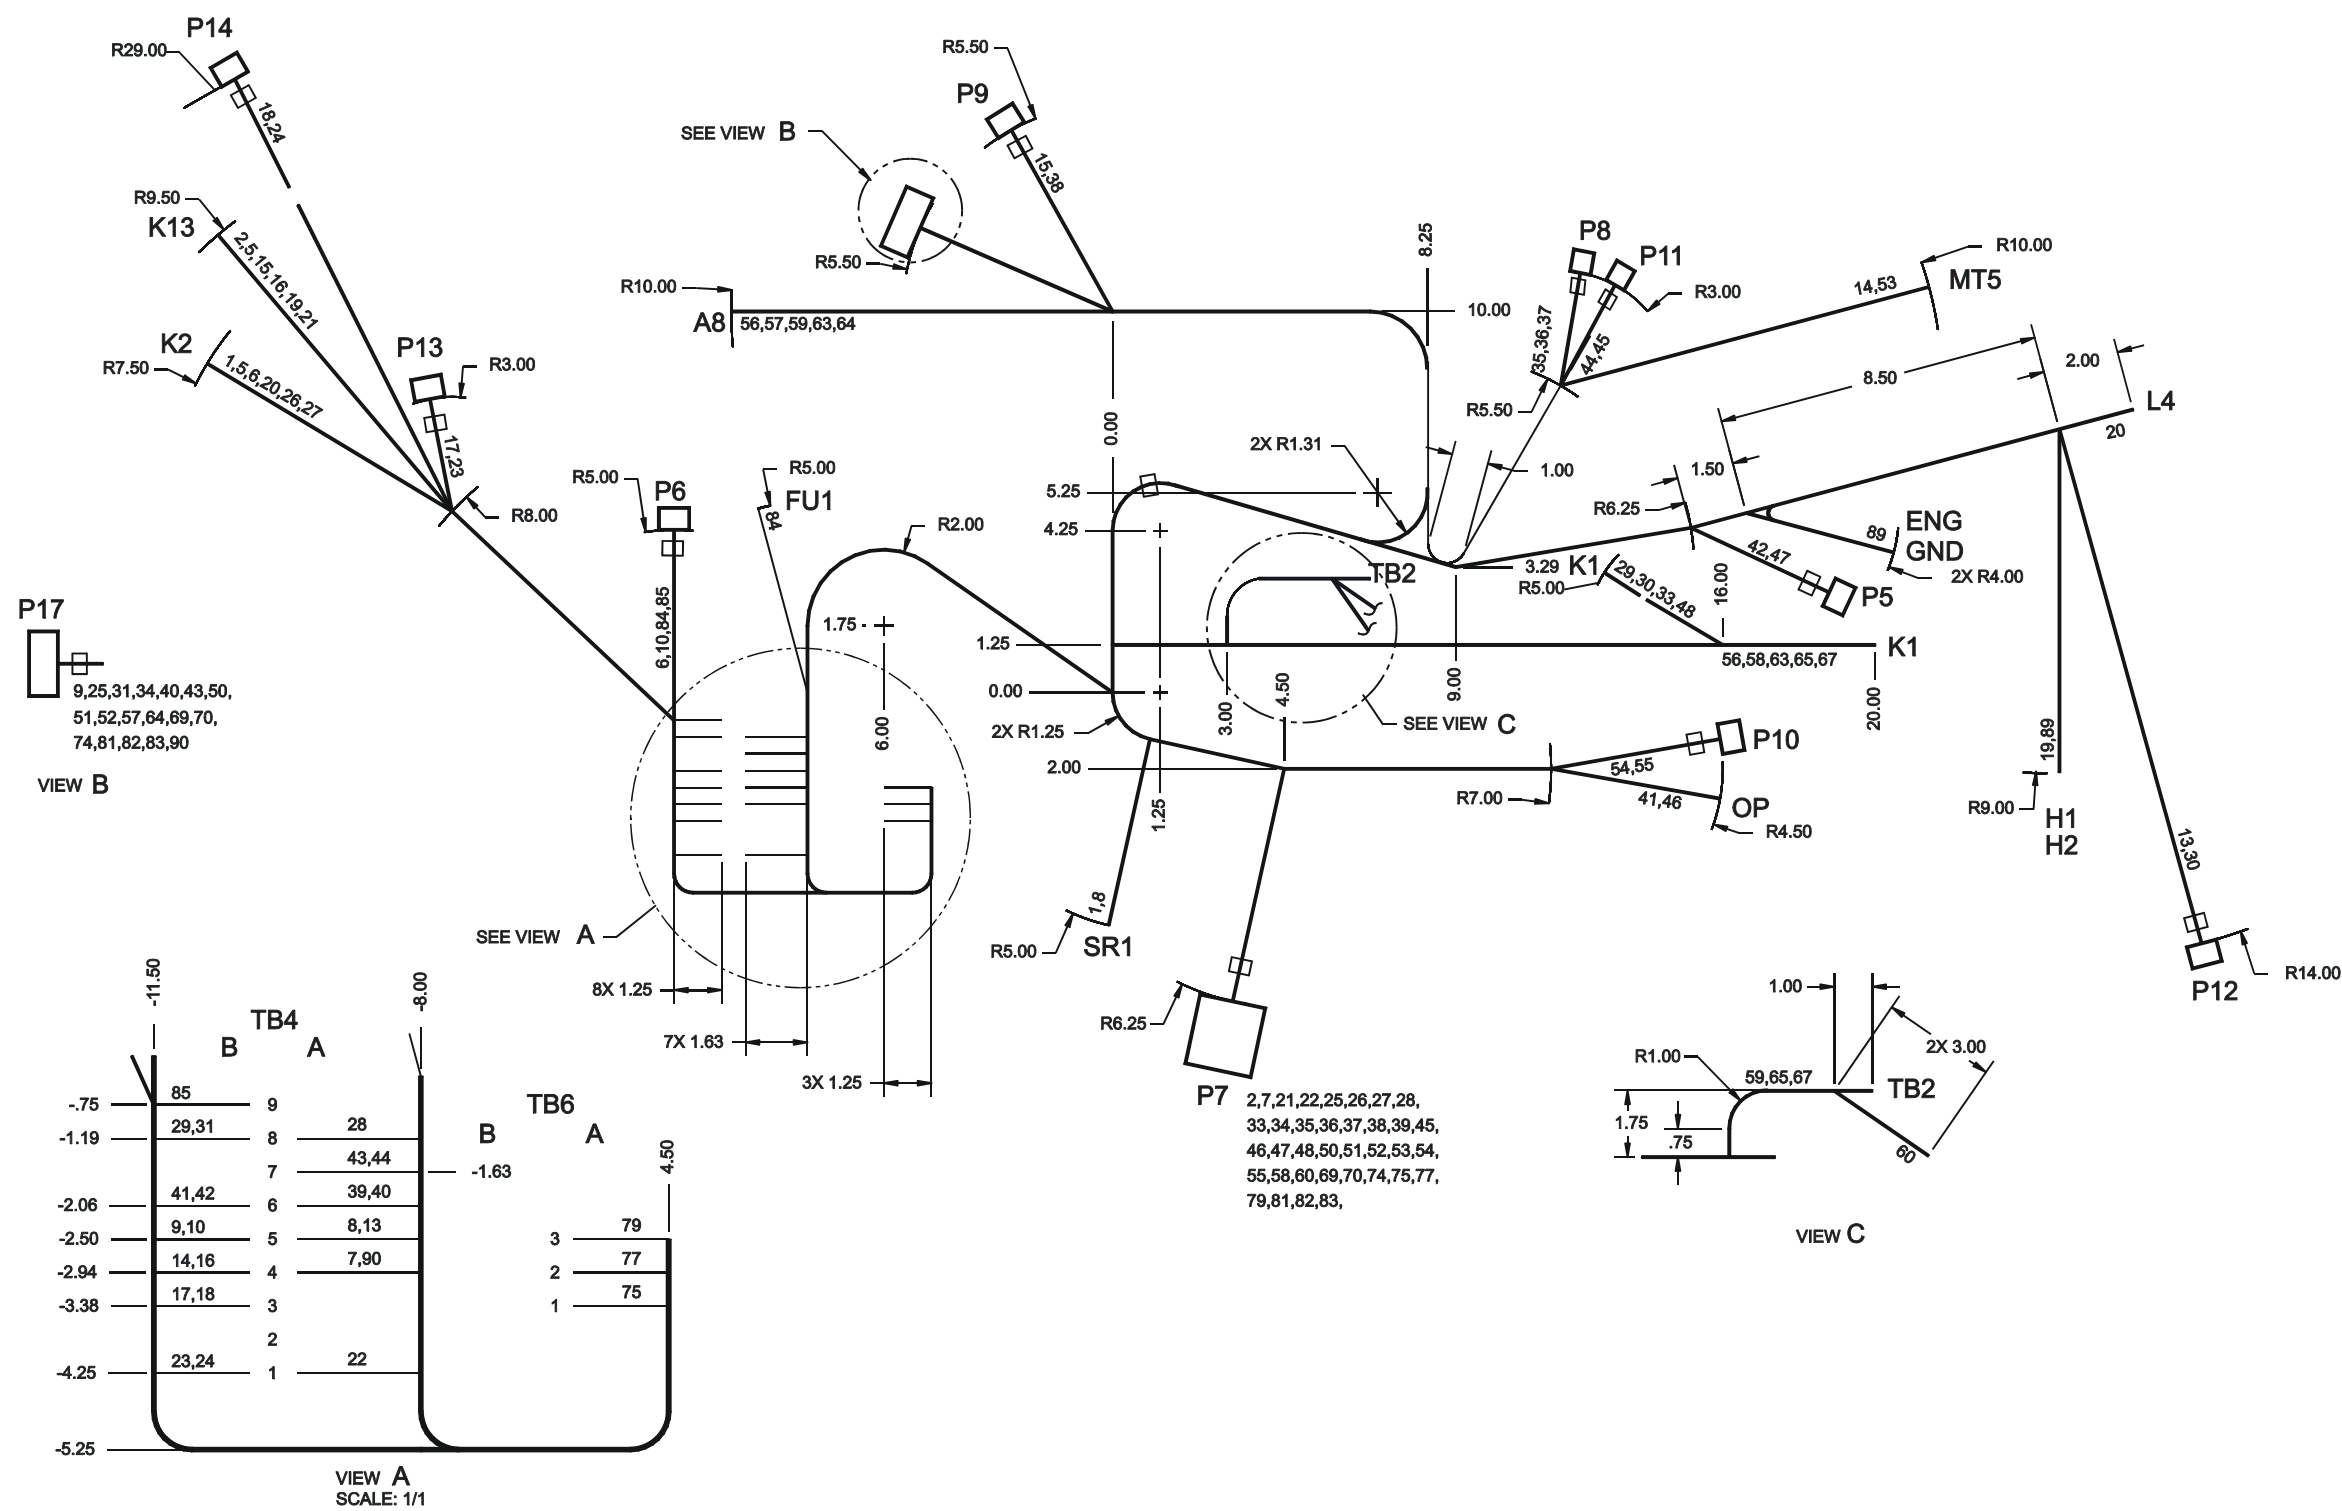 P14
R29.00
18,24
R9.50
K13
2,5,15,16,19,21
K2
R7.50
1,5,6,20,26,27
P13
R3.00
17,23
R8.00
R5.50
P9
SEE VIEW B
15,38
R5.50
R10.00
A8
56,57,59,63,64
8.25
10.00
0.00
P8
P11
R3.00
35,36,37
44,45
R5.50
14,53
R10.00
MT5
8.50
2.00
L4
20
1.50
R6.25
2X R1.31
1.00
5.25
4.25
89
ENG
GND
2X R4.00
42,47
P5
3.29
K1
R5.00
29,30,33,48
16.00
TB2
R5.00
P6
6,10,84,85
R5.00
FU1
84
R2.00
1.75
6.00
1.25
0.00
2X R1.25
2.00
1.25
3.00
4.50
9.00
SEE VIEW C
56,58,63,65,67
K1
20.00
P17
9,25,31,34,40,43,50,
51,52,57,64,69,70,
74,81,82,83,90
VIEW B
R7.00
54,55
P10
41,46
OP
R4.50
19,89
R9.00
H1
H2
13,30
P12
R14.00
1,8
R5.00
SR1
SEE VIEW A
8X 1.25
7X 1.63
3X 1.25
R6.25
P7
2,7,21,22,25,26,27,28,
33,34,35,36,37,38,39,45,
46,47,48,50,51,52,53,54,
55,58,60,69,70,74,75,77,
79,81,82,83,
-11.50
-8.00
TB4
B A
-.75
85
9
-1.19
29,31
8
28
7
43,44
-1.63
-2.06
41,42
6
39,40
-2.50
9,10
5
8,13
-2.94
14,16
4
7,90
-3.38
17,18
3
2
-4.25
23,24
1
22
-5.25
TB6
B A
4.50
3
79
2
77
1
75
VIEW A
SCALE: 1/1
1.00
R1.00
2X 3.00
59,65,67
TB2
1.75
.75
60
VIEW C